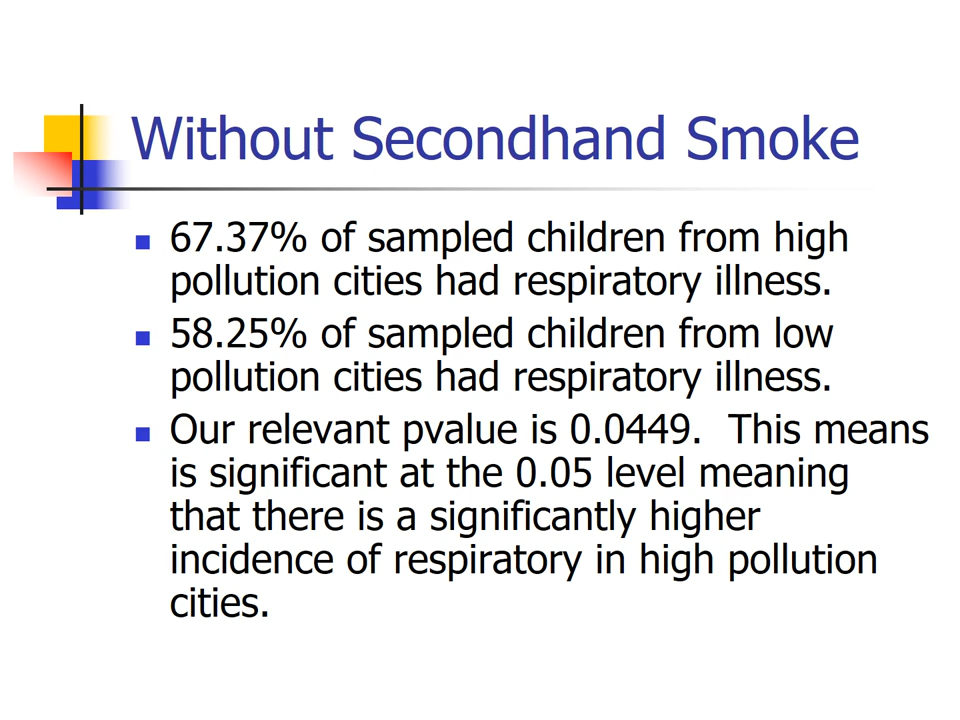 Without Secondhand Smoke
67.37% of sampled children from high
pollution cities had respiratory illness.
58.25% of sampled children from low
pollution cities had respiratory illness.
Our relevant pvalue is 0.0449.  This means
is significant at the 0.05 level meaning
that there is a significantly higher
incidence of respiratory in high pollution
cities.